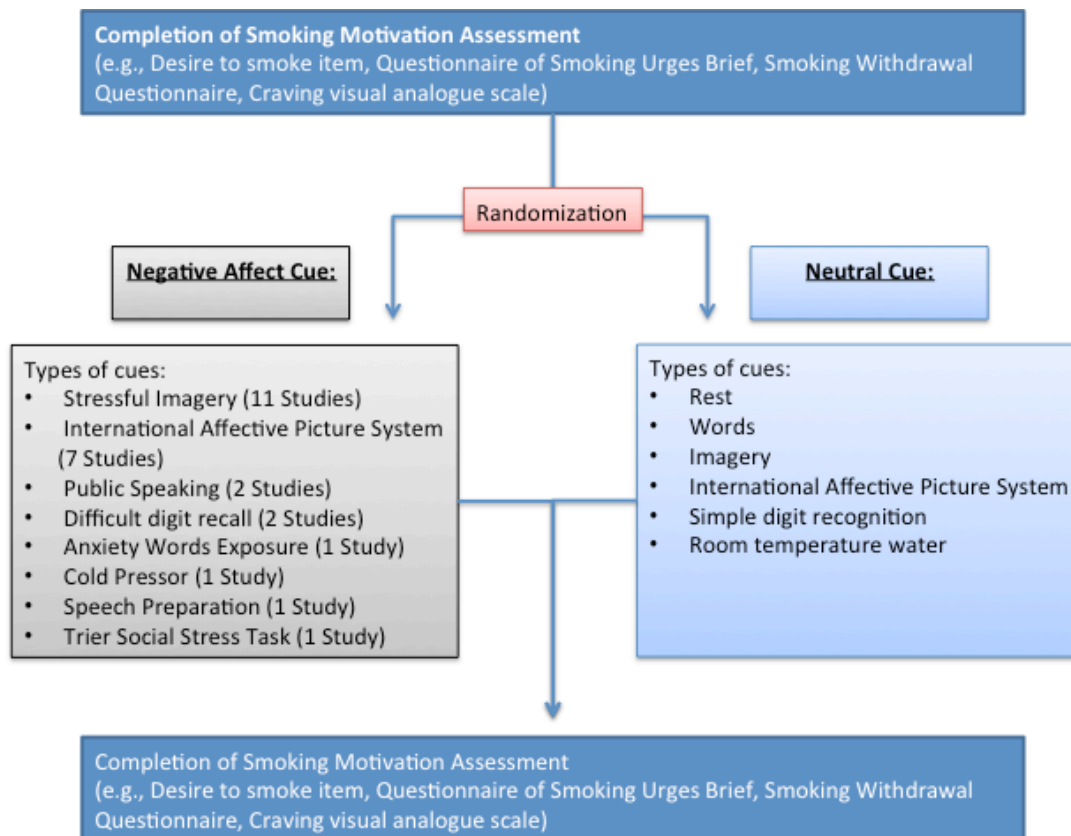 Completion of Smoking Motivation Assessment
(e.g., Desire to smoke item, Questionnaire of Smoking Urges Brief, Smoking Withdrawal
Questionnaire, Craving visual analogue scale)
Randomization
Negative Affect Cue:
Neutral Cue:
Types of cues:
• Stressful Imagery (11 Studies)
• International Affective Picture System
(7 Studies)
• Public Speaking (2 Studies)
• Difficult digit recall (2 Studies)
• Anxiety Words Exposure (1 Study)
• Cold Pressor (1 Study)
• Speech Preparation (1 Study)
• Trier Social Stress Task (1 Study)
Types of cues:
• Rest
• Words
• Imagery
• International Affective Picture System
• Simple digit recognition
• Room temperature water
Completion of Smoking Motivation Assessment
(e.g., Desire to smoke item, Questionnaire of Smoking Urges Brief, Smoking Withdrawal
Questionnaire, Craving visual analogue scale)